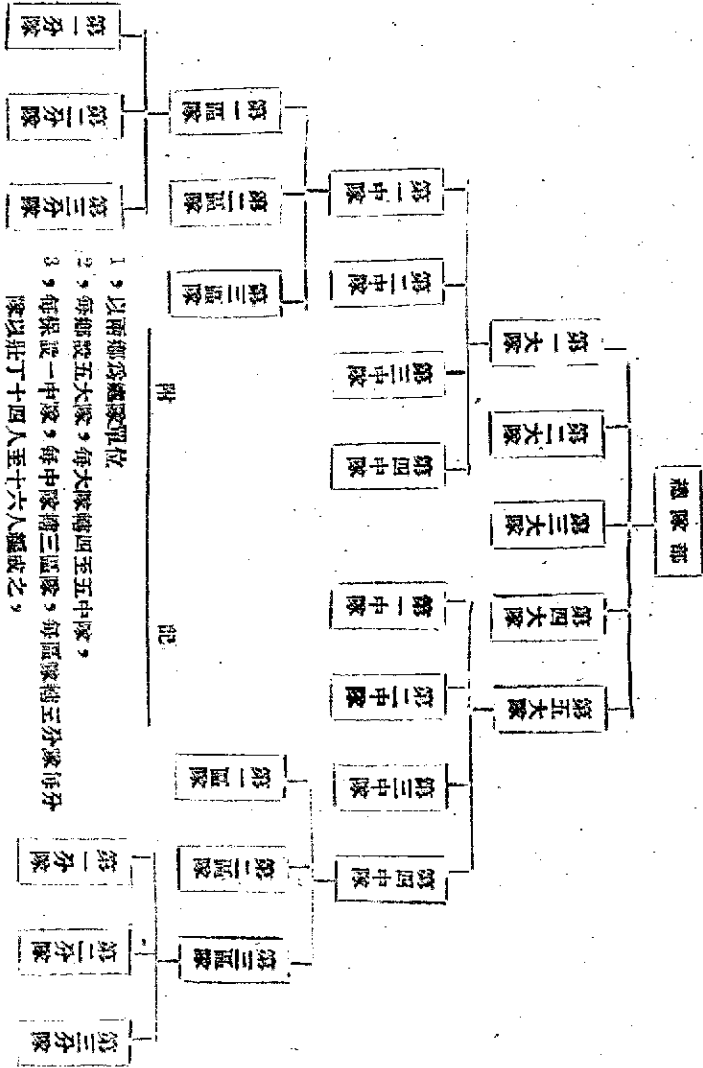 總隊部
第一大隊
第二大隊
第三大隊
第四大隊
第五大隊
第一中隊
第二中隊
第三中隊
第四中隊
第一中隊
第二中隊
第三中隊
第四中隊
第一區隊
第二區隊
第三區隊
第一區隊
第二區隊
第三區隊
第一分隊
第二分隊
第三分隊
第一分隊
第二分隊
第三分隊
附 記
1，以兩鄉爲總隊單位
2，每鄉設五大隊，每大隊轄四至五中隊，
3，每保設一中隊，每中隊轄三區隊，每區隊轄三分隊每分
隊以壯丁十四人至十六人編成之，